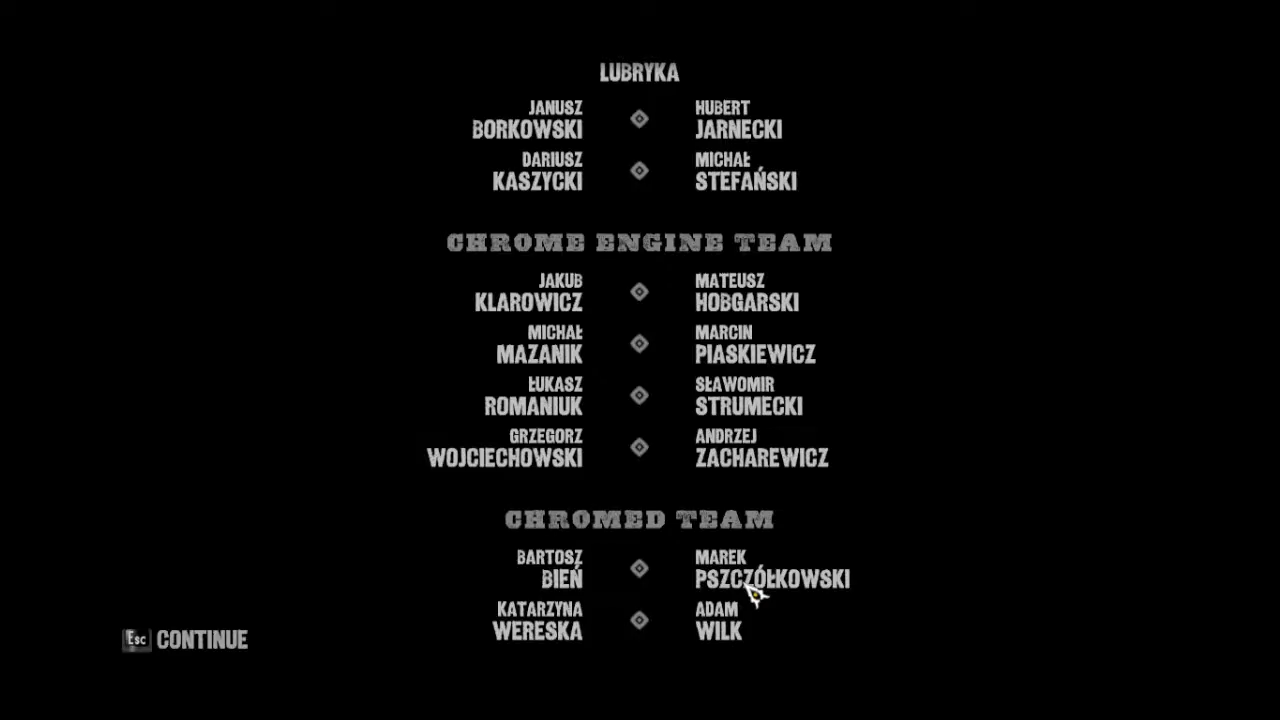 LUBRYKA
JANUSZ
BORKOWSKI
HUBERT
JARNECKI
DARIUSZ
KASZYCKI
MICHAŁ
STEFAŃSKI
CHROME ENGINE TEAM
JAKUB
KLAROWICZ
MATEUSZ
HOBGARSKI
MICHAŁ
MAZANIK
MARCIN
PIASKIEWICZ
ŁUKASZ
ROMANIUK
SŁAWOMIR
STRUMECKI
GRZEGORZ
WOJCIECHOWSKI
ANDRZEJ
ZACHAREWICZ
CHROMED TEAM
BARTOSZ
BIEŃ
MAREK
PSZCZÓŁKOWSKI
KATARZYNA
WERESKA
ADAM
WILK
Esc CONTINUE